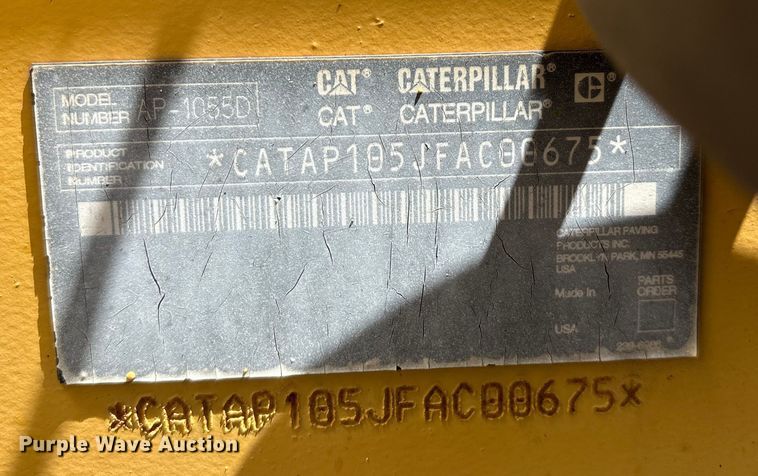 CAT® CATERPILLAR® C
CAT® CATERPILLAR®
MODEL NUMBER AP-1055D
PRODUCT IDENTIFICATION NUMBER *CATAP105JFAC00675*
CATERPILLAR PAVING
PRODUCTS INC.
BROOKLYN PARK, MN 55445
USA
Made In
USA
PARTS
ORDER
*CATAP105JFAC00675*
Purple Wave Auction